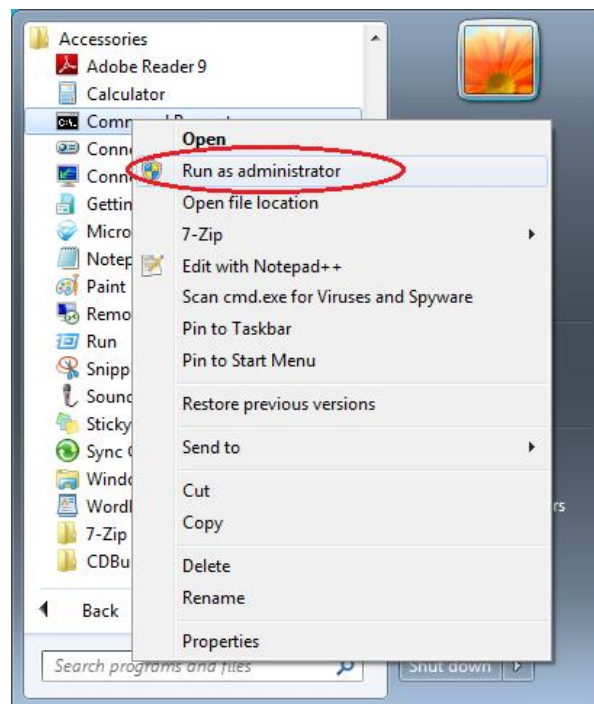 Accessories
Adobe Reader 9
Calculator
Open
Run as administrator
Open file location
7-Zip
Edit with Notepad++
Scan cmd.exe for Viruses and Spyware
Pin to Taskbar
Pin to Start Menu
Restore previous versions
Send to
Cut
Copy
Delete
Rename
Properties
Paint
Run
7-Zip
Back
Search programs and files
Shut down